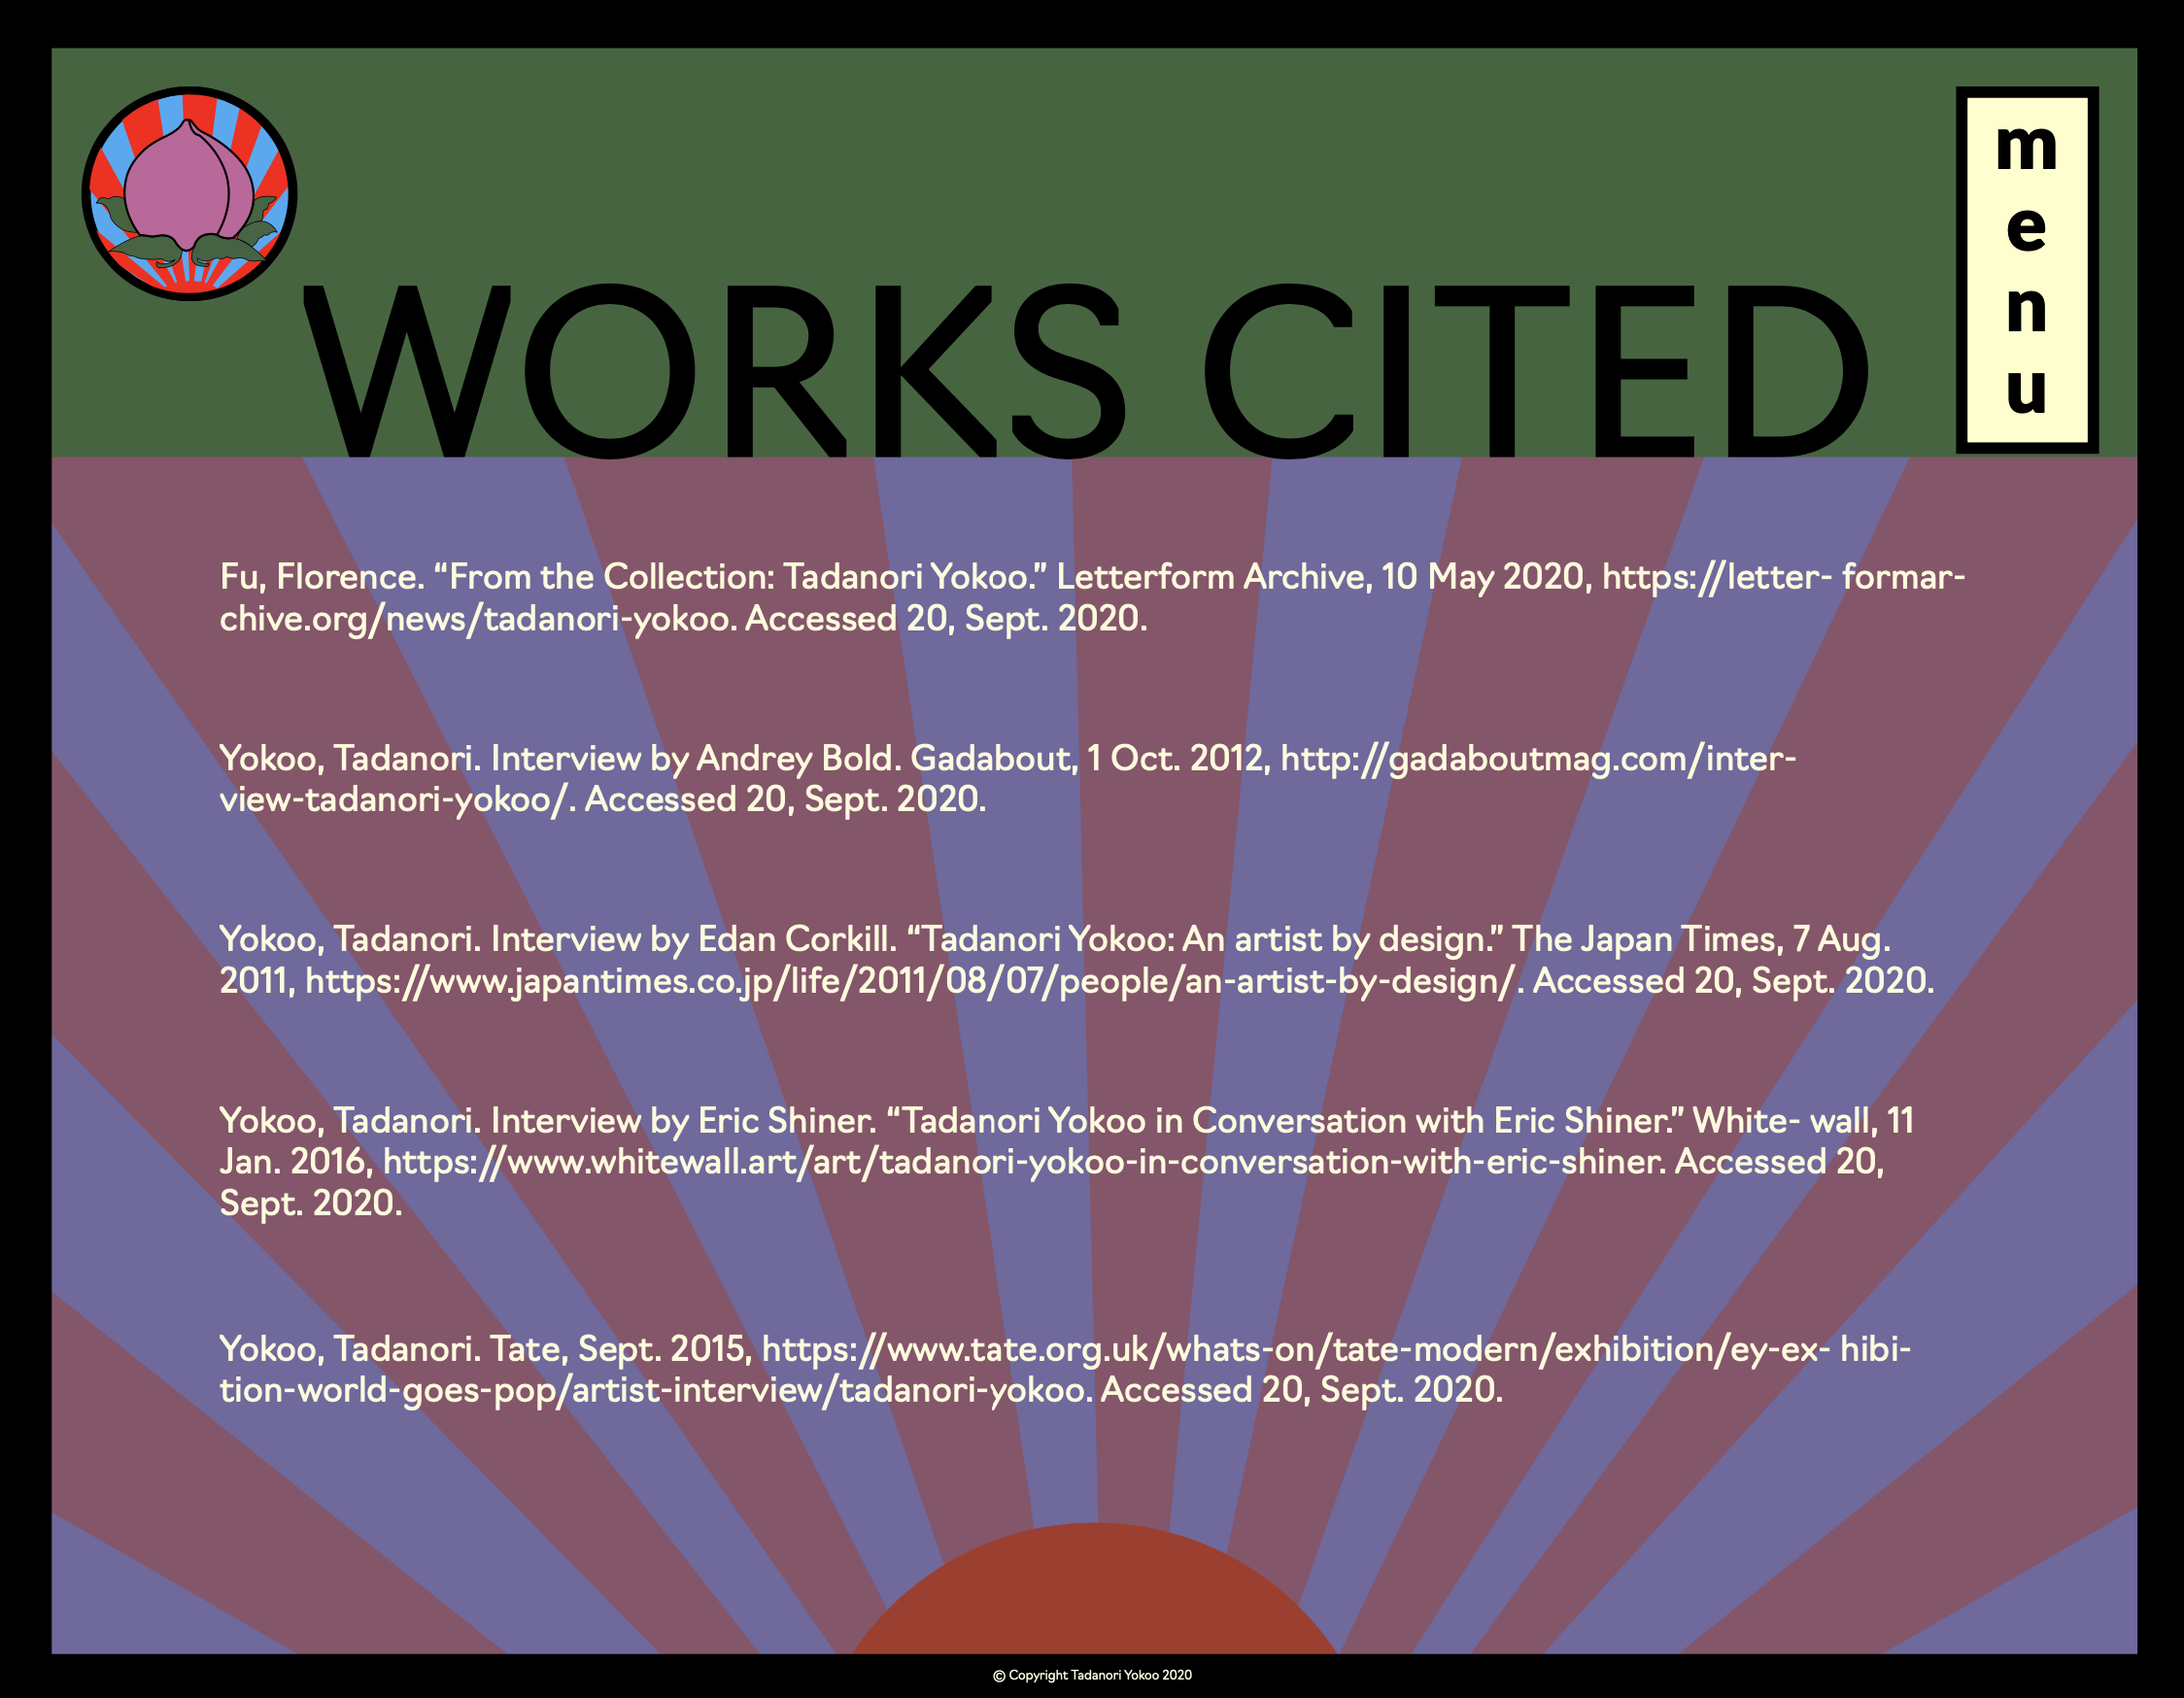 WORKS CITED
menu
Fu, Florence. “From the Collection: Tadanori Yokoo.” Letterform Archive, 10 May 2020, https://letter- formar-
chive.org/news/tadanori-yokoo. Accessed 20, Sept. 2020.
Yokoo, Tadanori. Interview by Andrey Bold. Gadabout, 1 Oct. 2012, http://gadaboutmag.com/inter-
view-tadanori-yokoo/. Accessed 20, Sept. 2020.
Yokoo, Tadanori. Interview by Edan Corkill. “Tadanori Yokoo: An artist by design.” The Japan Times, 7 Aug.
2011, https://www.japantimes.co.jp/life/2011/08/07/people/an-artist-by-design/. Accessed 20, Sept. 2020.
Yokoo, Tadanori. Interview by Eric Shiner. “Tadanori Yokoo in Conversation with Eric Shiner.” White- wall, 11
Jan. 2016, https://www.whitewall.art/art/tadanori-yokoo-in-conversation-with-eric-shiner. Accessed 20,
Sept. 2020.
Yokoo, Tadanori. Tate, Sept. 2015, https://www.tate.org.uk/whats-on/tate-modern/exhibition/ey-ex- hibi-
tion-world-goes-pop/artist-interview/tadanori-yokoo. Accessed 20, Sept. 2020.
© Copyright Tadanori Yokoo 2020